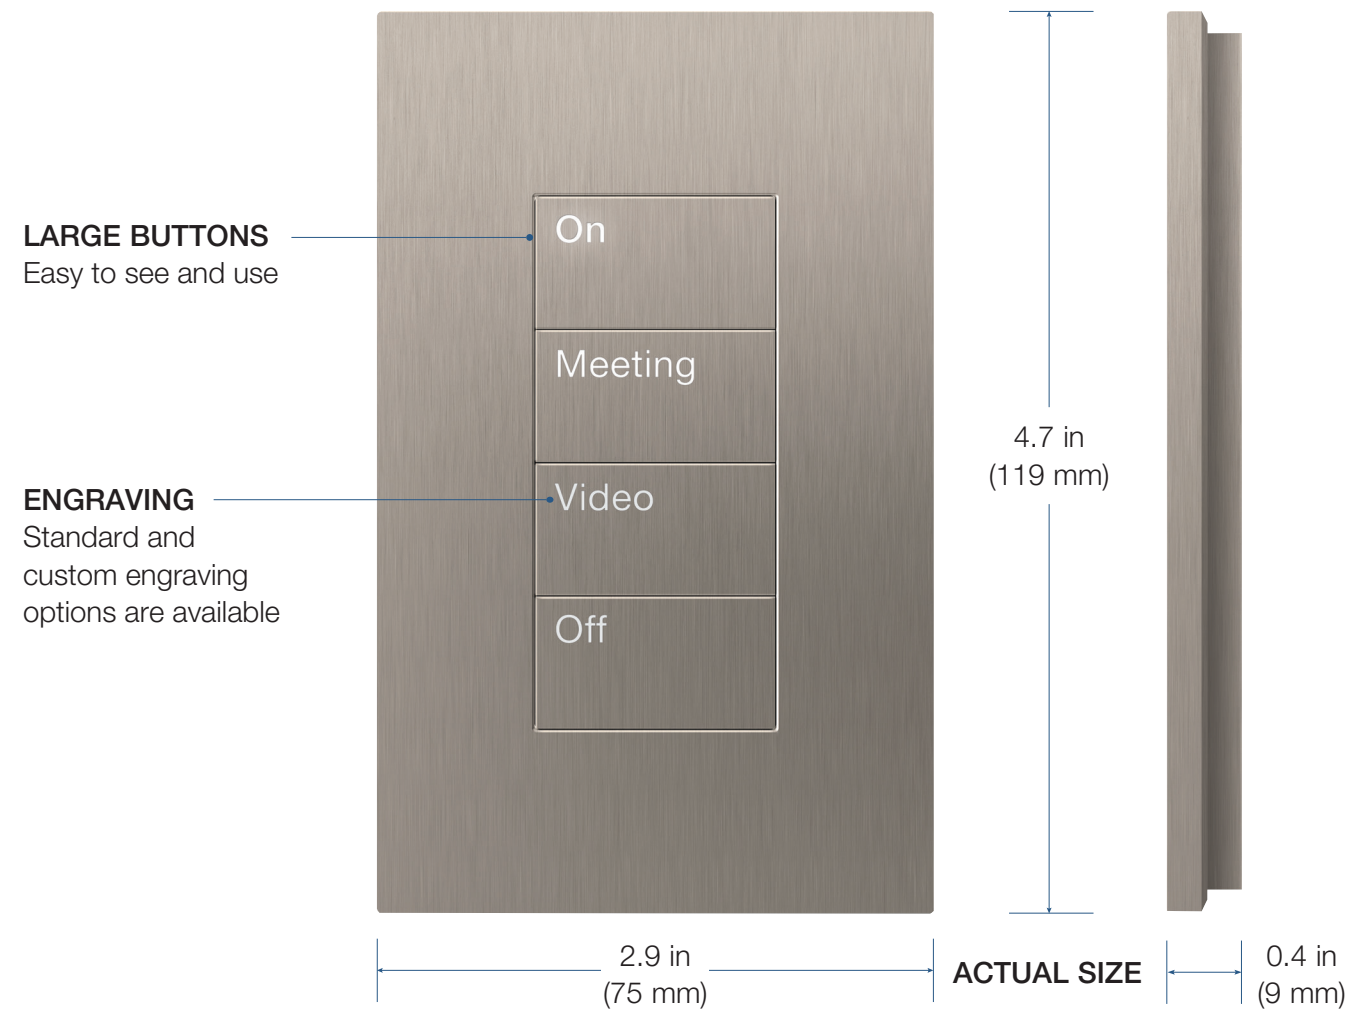 LARGE BUTTONS
Easy to see and use
ENGRAVING
Standard and
custom engraving
options are available
On
Meeting
Video
Off
4.7 in
(119 mm)
2.9 in
(75 mm)
ACTUAL SIZE
0.4 in
(9 mm)